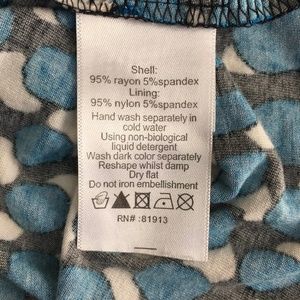 Shell:
95% rayon 5%spandex
Lining:
95% nylon 5%spandex
Hand wash separately in
cold water
Using non-biological
liquid detergent
Wash dark color separately
Reshape whilst damp
Dry flat
Do not iron embellishment
RN# :81913